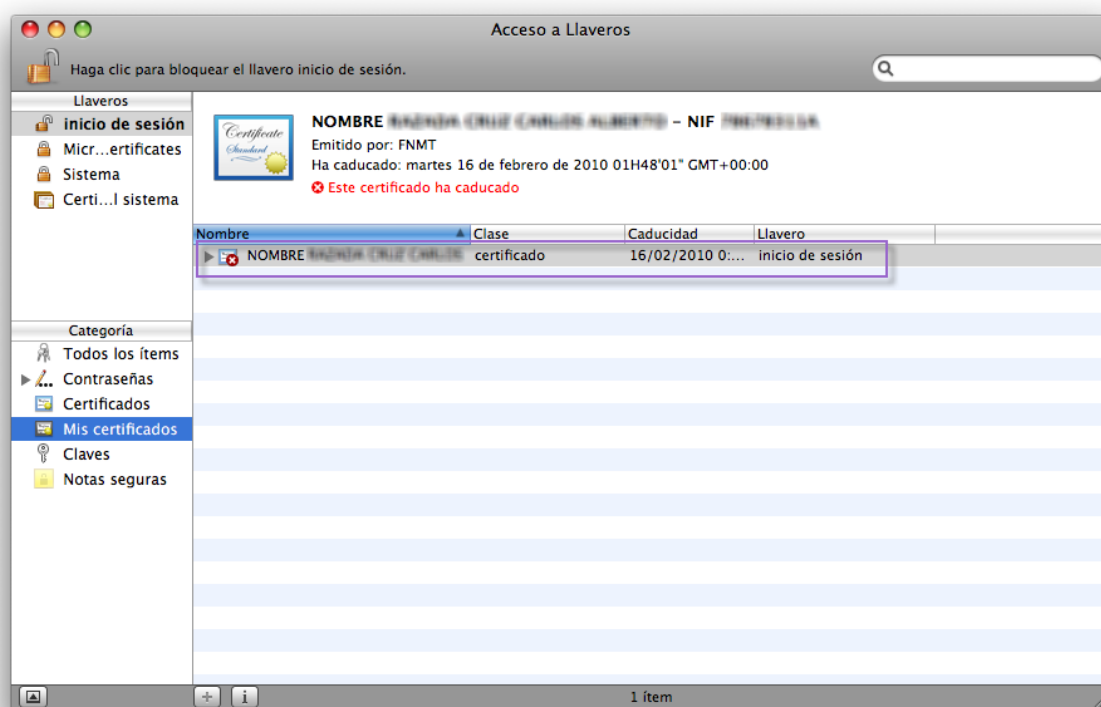 Acceso a Llaveros
Haga clic para bloquear el llavero inicio de sesión.
Llaveros
inicio de sesión
Micr...ertificates
Sistema
Certi...l sistema
Certificate
Standard
NOMBRE – NIF
Emitido por: FNMT
Ha caducado: martes 16 de febrero de 2010 01H48'01" GMT+00:00
Este certificado ha caducado
Nombre Clase Caducidad Llavero
NOMBRE certificado 16/02/2010 0:... inicio de sesión
Categoría
Todos los ítems
Contraseñas
Certificados
Mis certificados
Claves
Notas seguras
1 ítem